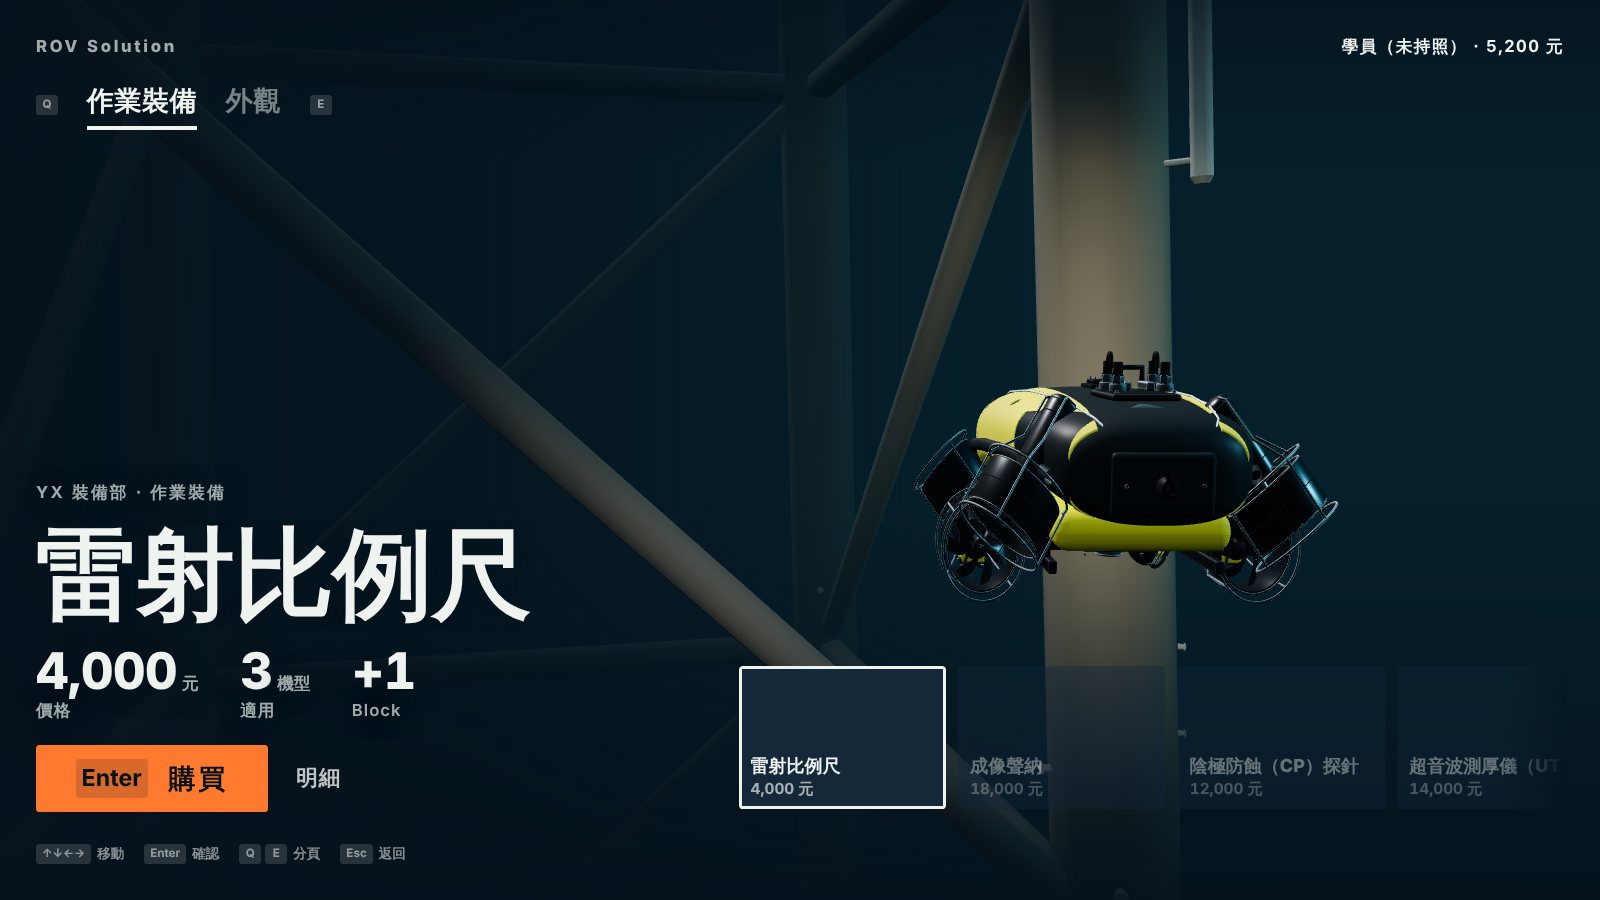 ROV Solution
學員（未持照）· 5,200 元
Q 作業裝備 外觀 E
YX 裝備部 · 作業裝備
雷射比例尺
4,000 元 3 機型 +1
價格 適用 Block
Enter 購買 明細
雷射比例尺
4,000 元
成像聲納
18,000 元
陰極防蝕（CP）探針
12,000 元
超音波測厚儀（UT
14,000 元
↑↓←→ 移動 Enter 確認 Q E 分頁 Esc 返回